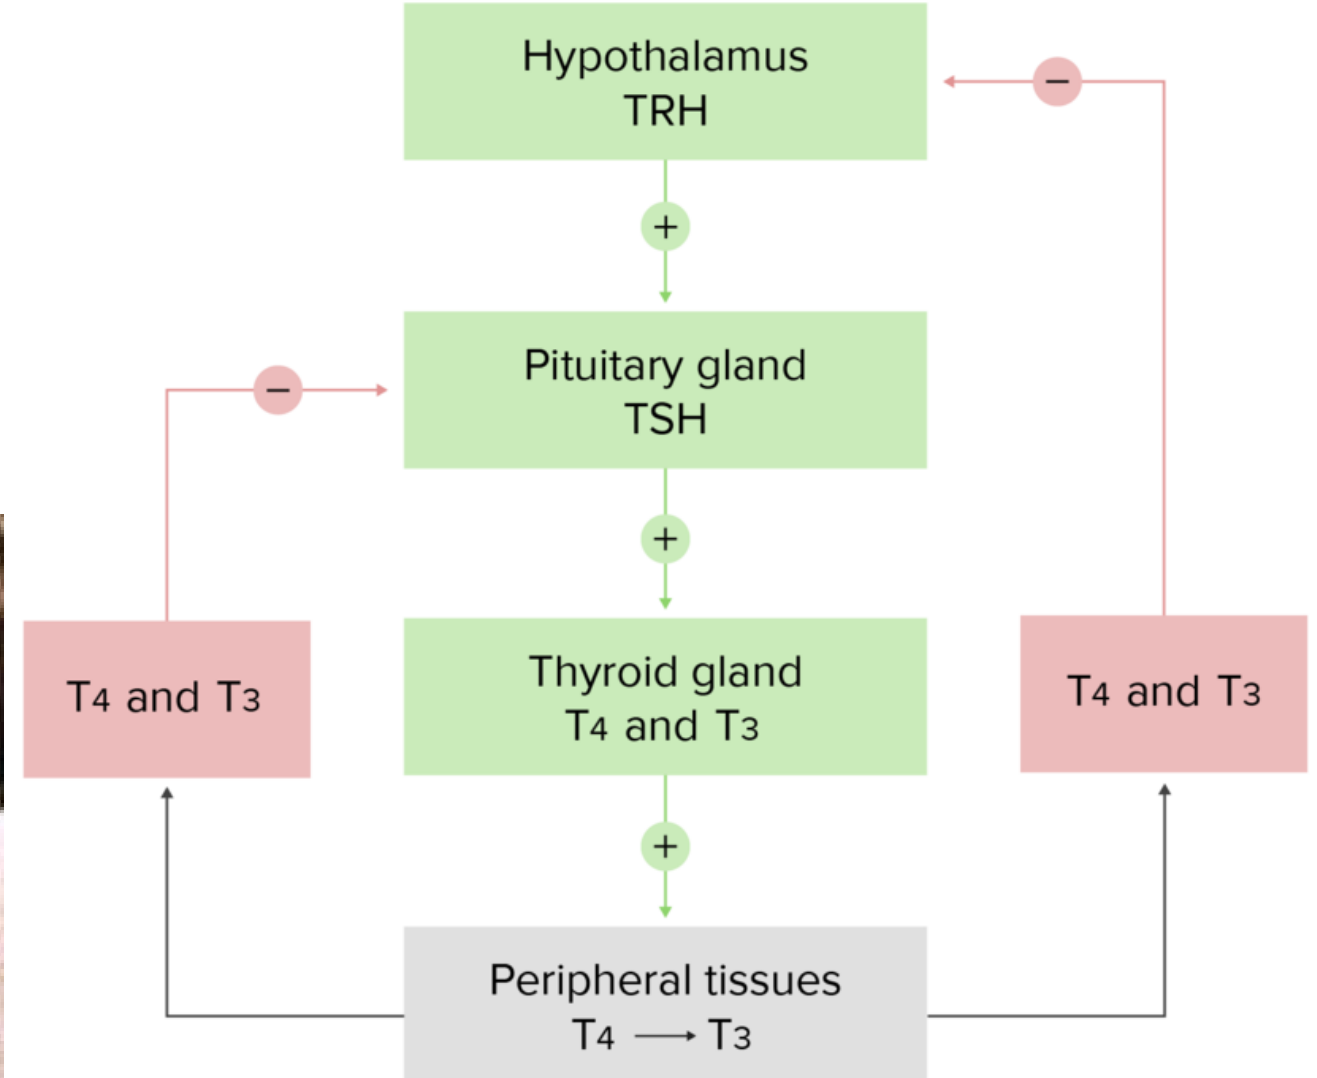 Hypothalamus
TRH
−
+
Pituitary gland
TSH
−
+
T4 and T3
Thyroid gland
T4 and T3
T4 and T3
+
Peripheral tissues
T4 ⟶ T3